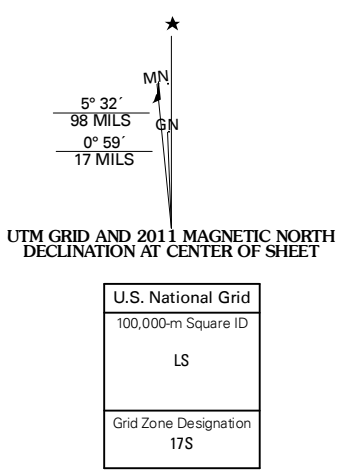 MN
5° 32´
98 MILS
GN
0° 59´
17 MILS
UTM GRID AND 2011 MAGNETIC NORTH
DECLINATION AT CENTER OF SHEET
U.S. National Grid
100,000-m Square ID
LS
Grid Zone Designation
17S